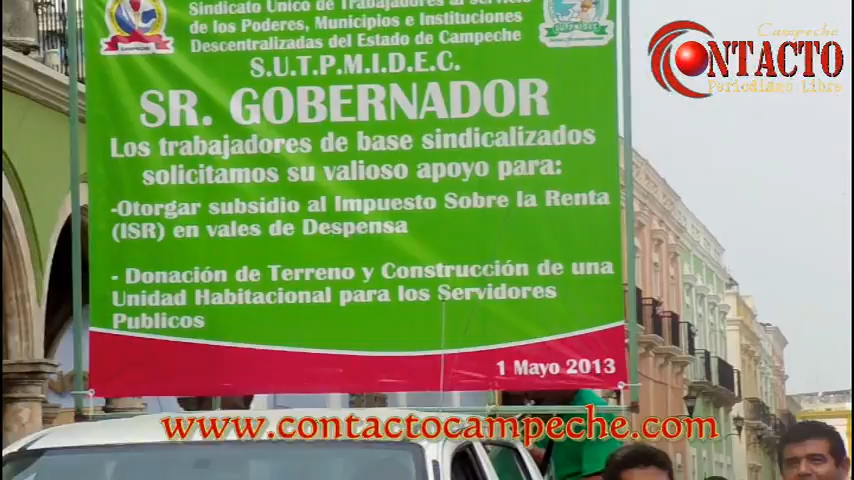 Sindicato Único de Trabajadores al servicio
de los Poderes, Municipios e Instituciones
Descentralizadas del Estado de Campeche
S.U.T.P.M.I.D.E.C.
SR. GOBERNADOR
Los trabajadores de base sindicalizados
solicitamos su valioso apoyo para:
-Otorgar subsidio al Impuesto Sobre la Renta
(ISR) en vales de Despensa
- Donación de Terreno y Construcción de una
Unidad Habitacional para los Servidores
Publicos
1 Mayo 2013
CAMPECHE
Campeche
CONTACTO
Periodismo Libre
www.contactocampeche.com